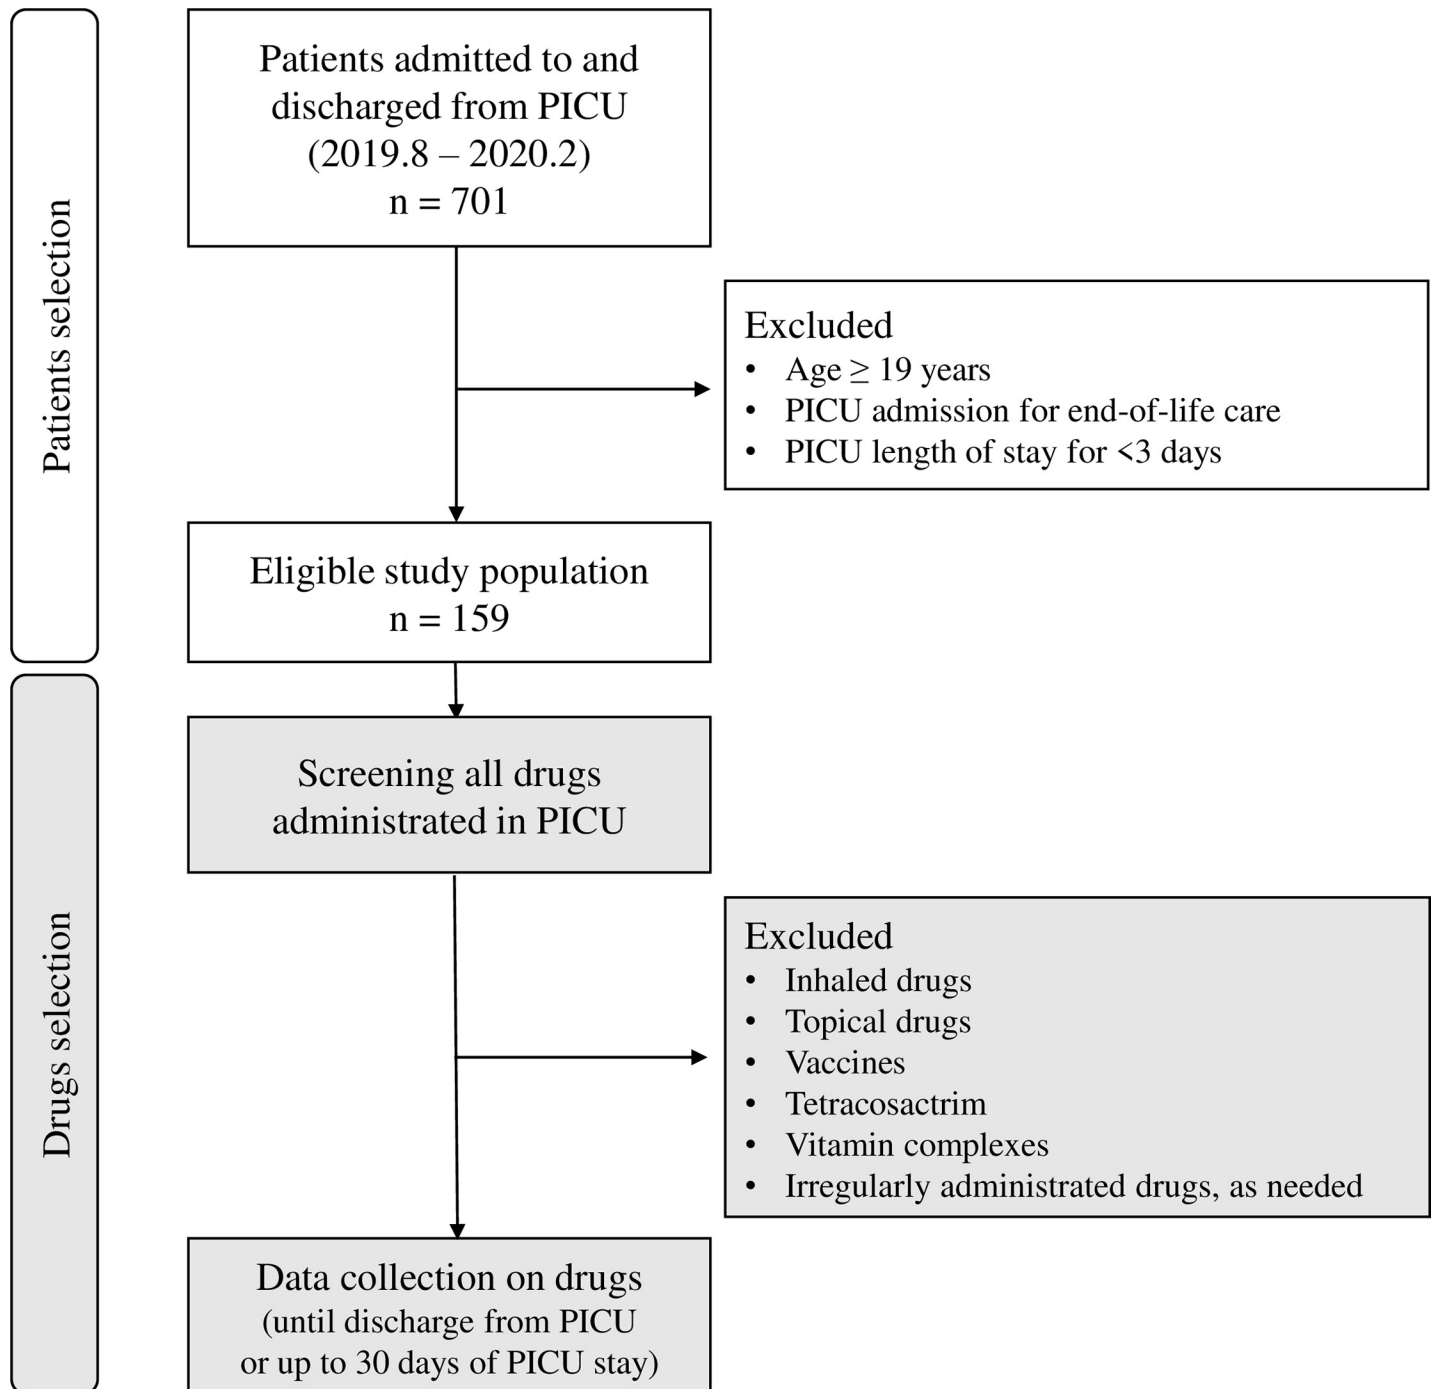 Patients selection
Patients admitted to and
discharged from PICU
(2019.8 – 2020.2)
n = 701
Excluded
• Age ≥ 19 years
• PICU admission for end-of-life care
• PICU length of stay for <3 days
Eligible study population
n = 159
Drugs selection
Screening all drugs
administrated in PICU
Excluded
• Inhaled drugs
• Topical drugs
• Vaccines
• Tetracosactrim
• Vitamin complexes
• Irregularly administrated drugs, as needed
Data collection on drugs
(until discharge from PICU
or up to 30 days of PICU stay)